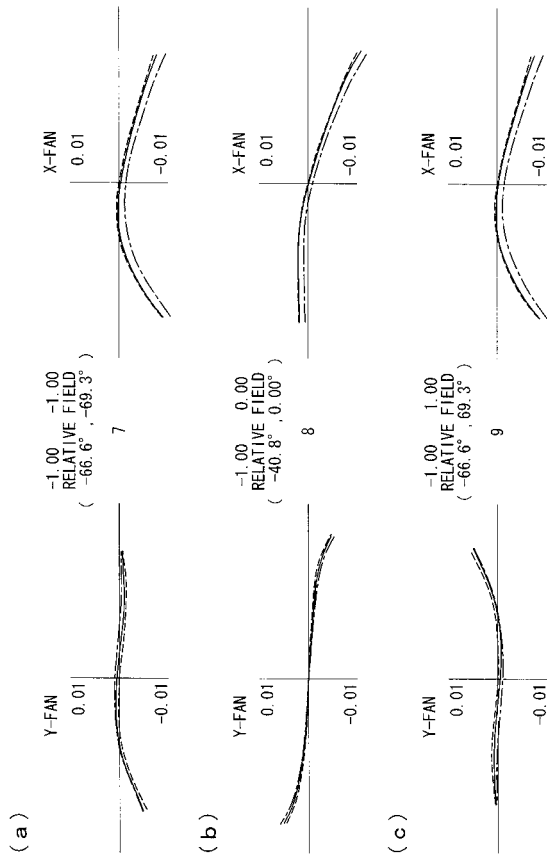 (a)
Y-FAN
0.01
-0.01
-1.00 -1.00
RELATIVE FIELD
( -66.6° , -69.3° )
7
X-FAN
0.01
-0.01
(b)
Y-FAN
0.01
-0.01
-1.00 0.00
RELATIVE FIELD
( -40.8° , 0.00° )
8
X-FAN
0.01
-0.01
(c)
Y-FAN
0.01
-0.01
-1.00 1.00
RELATIVE FIELD
( -66.6° , 69.3° )
9
X-FAN
0.01
-0.01